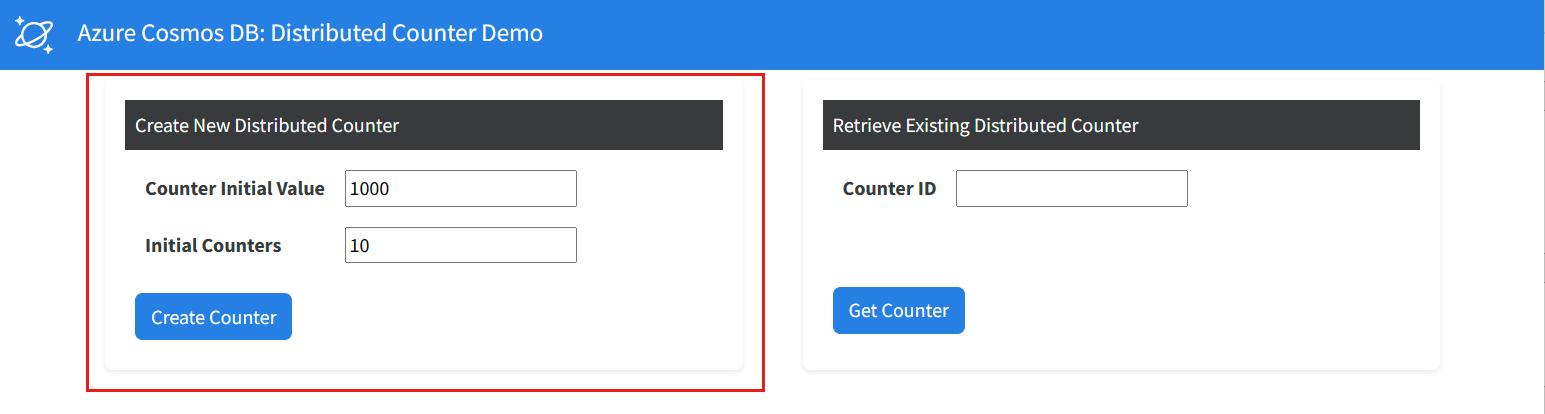 Azure Cosmos DB: Distributed Counter Demo
Create New Distributed Counter
Counter Initial Value 1000
Initial Counters 10
Create Counter
Retrieve Existing Distributed Counter
Counter ID
Get Counter